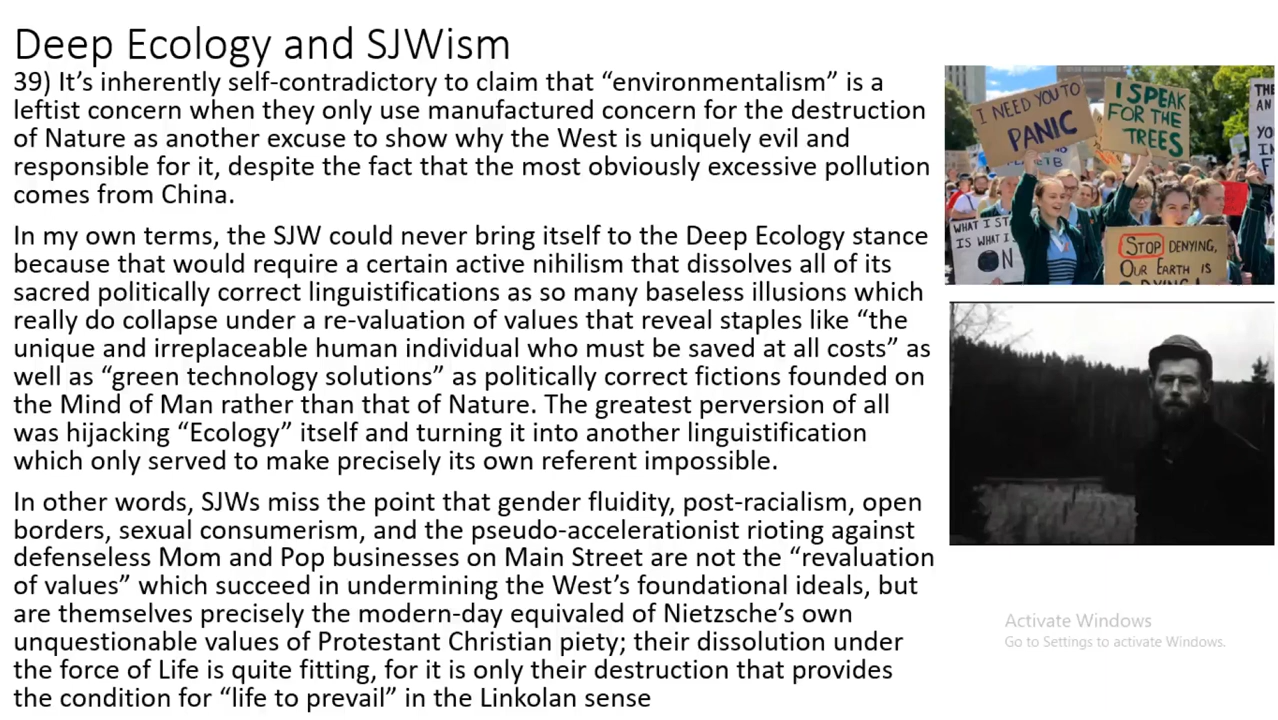 Deep Ecology and SJWism
39) It’s inherently self-contradictory to claim that “environmentalism” is a
leftist concern when they only use manufactured concern for the destruction
of Nature as another excuse to show why the West is uniquely evil and
responsible for it, despite the fact that the most obviously excessive pollution
comes from China.
In my own terms, the SJW could never bring itself to the Deep Ecology stance
because that would require a certain active nihilism that dissolves all of its
sacred politically correct linguistifications as so many baseless illusions which
really do collapse under a re-valuation of values that reveal staples like “the
unique and irreplaceable human individual who must be saved at all costs” as
well as “green technology solutions” as politically correct fictions founded on
the Mind of Man rather than that of Nature. The greatest perversion of all
was hijacking “Ecology” itself and turning it into another linguistification
which only served to make precisely its own referent impossible.
In other words, SJWs miss the point that gender fluidity, post-racialism, open
borders, sexual consumerism, and the pseudo-accelerationist rioting against
defenseless Mom and Pop businesses on Main Street are not the “revaluation
of values” which succeed in undermining the West’s foundational ideals, but
are themselves precisely the modern-day equivaled of Nietzsche’s own
unquestionable values of Protestant Christian piety; their dissolution under
the force of Life is quite fitting, for it is only their destruction that provides
the condition for “life to prevail” in the Linkolan sense
I NEED YOU TO
PANIC
I SPEAK
FOR THE
TREES
THE
AN
YO
IN
F
WHAT I ST
IS WHAT I
N
STOP DENYING,
OUR EARTH IS
Activate Windows
Go to Settings to activate Windows.